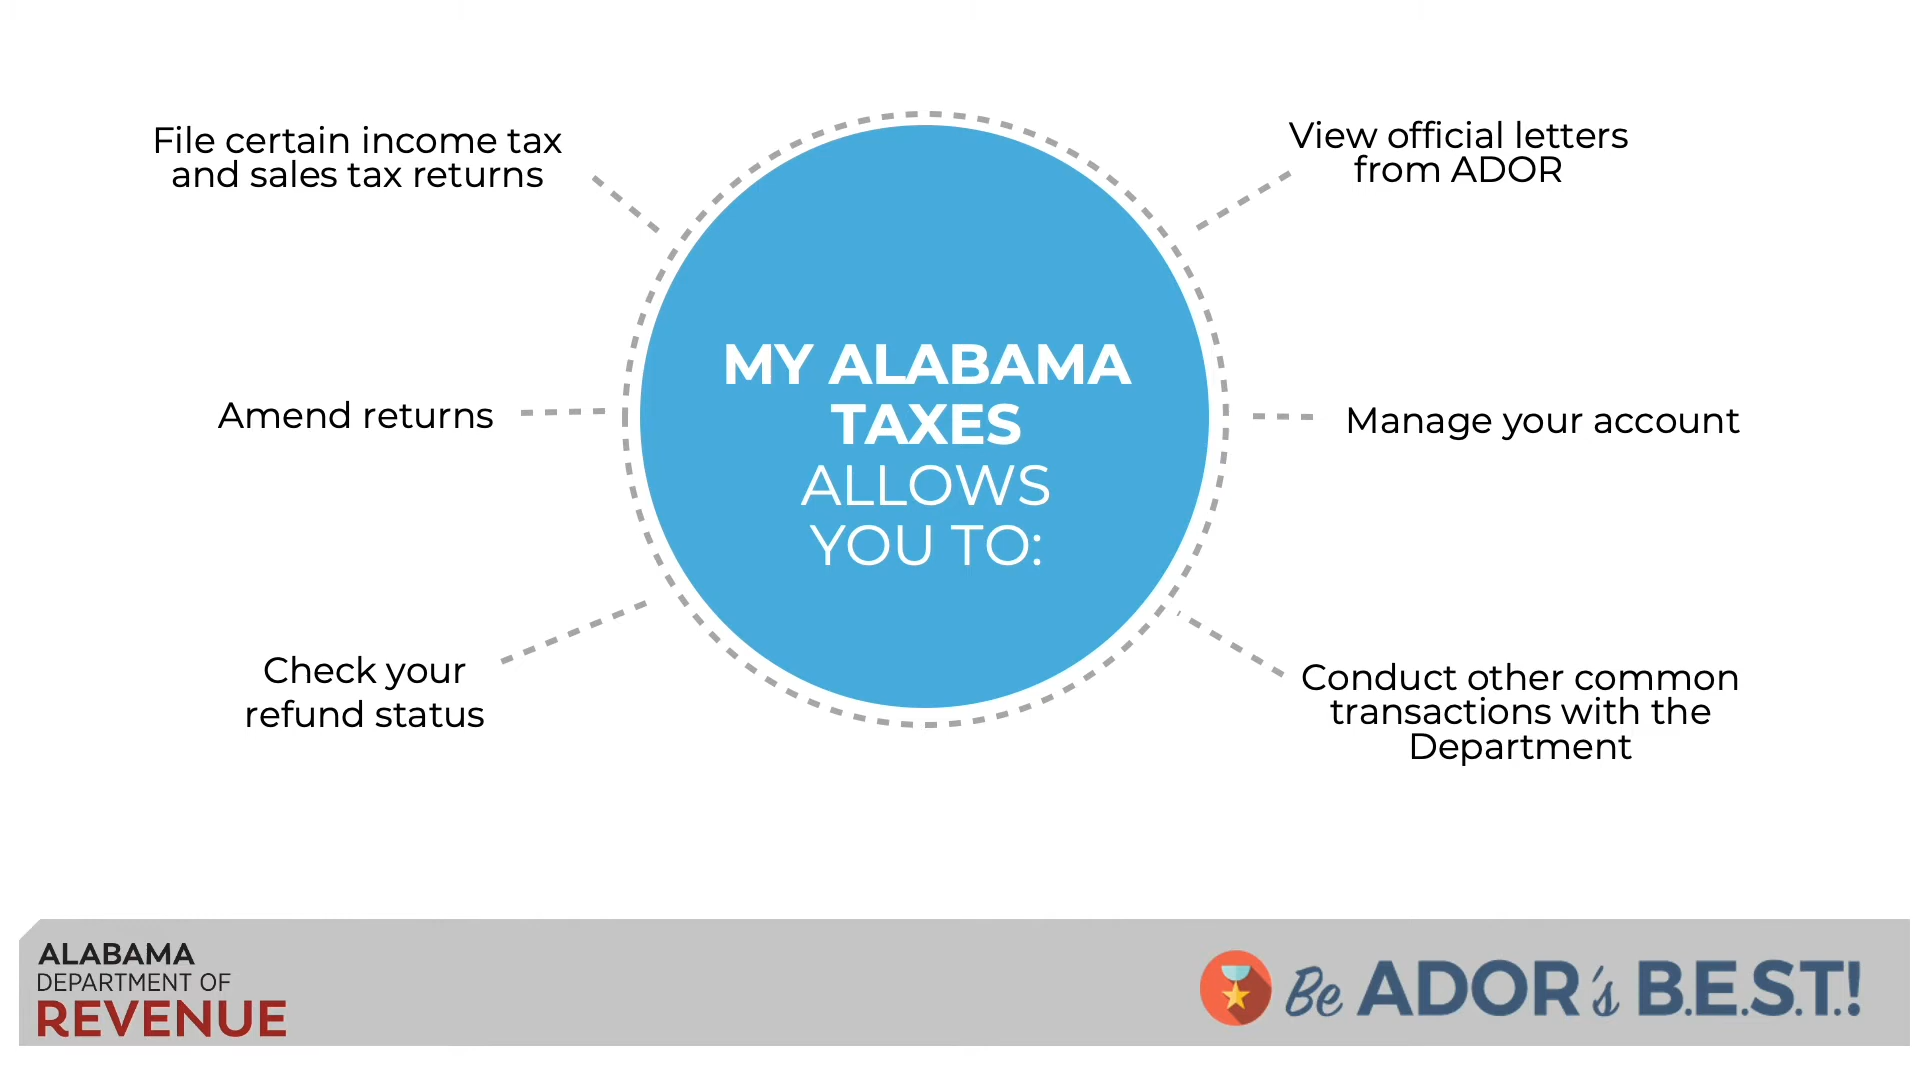 File certain income tax
and sales tax returns
View official letters
from ADOR
MY ALABAMA
TAXES
ALLOWS
YOU TO:
Amend returns
Manage your account
Check your
refund status
Conduct other common
transactions with the
Department
ALABAMA
DEPARTMENT OF
REVENUE
Be ADOR's B.E.S.T.!